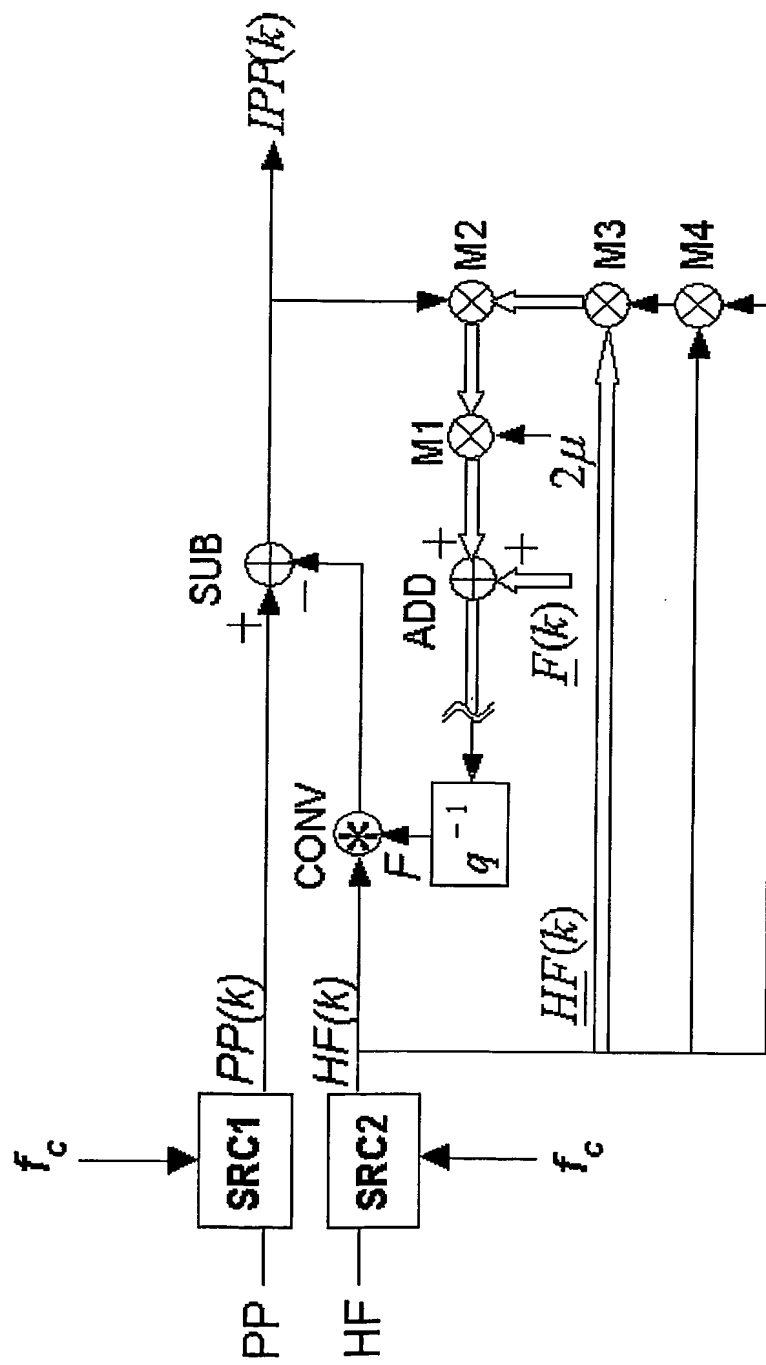 f_c
PP
SRC1
PP(k)
+
SUB
IPP(k)
−
HF
SRC2
HF(k)
CONV
f_c
F
q^{-1}
ADD
+
+
F(k)
M1
2μ
M2
HF(k)
M3
M4